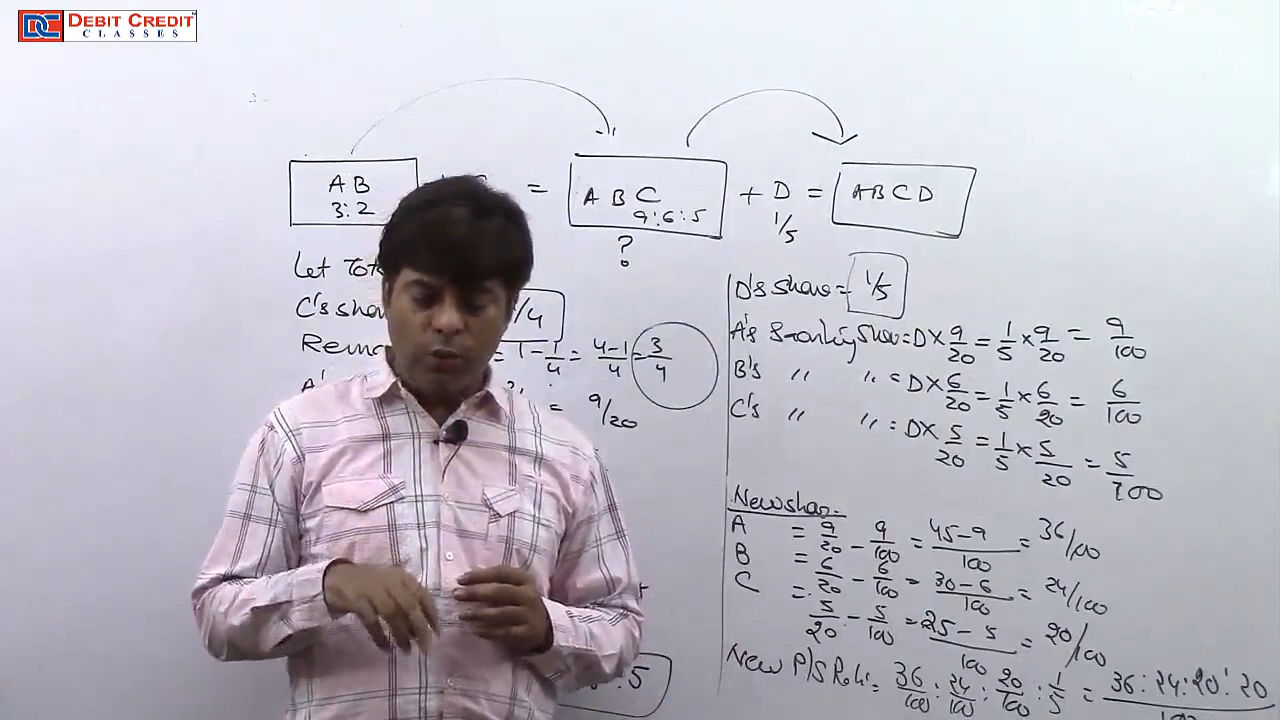 DEBIT CREDIT
CLASSES
A B
3:2
=
A B C
9:6:5
?
+ D =
1/5
A B C D
Let Tot
C's shar
/4
Rema
= 1 - 1/4 = 4-1/4 = 3/4
= 9/20
:5
D's share = 1/5
A's Sacrificing Share = D × 9/20 = 1/5 × 9/20 = 9/100
B's " " = D × 6/20 = 1/5 × 6/20 = 6/100
C's " " = D × 5/20 = 1/5 × 5/20 = 5/100
New share
A = 9/20 - 9/100 = 45-9/100 = 36/100
B = 6/20 - 6/100 = 30-6/100 = 24/100
C = 5/20 - 5/100 = 25-5/100 = 20/100
New P/S Ratio = 36/100 : 24/100 : 20/100 : 1/5 = 36:24:20:20